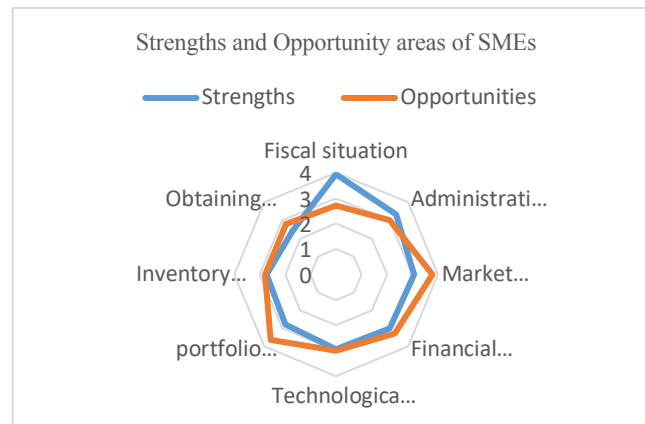 Strengths and Opportunity areas of SMEs
Strengths Opportunities
Fiscal situation
4
Obtaining... Administrati...
3
2
1
Inventory... 0 Market...
portfolio... Financial...
Technologica...